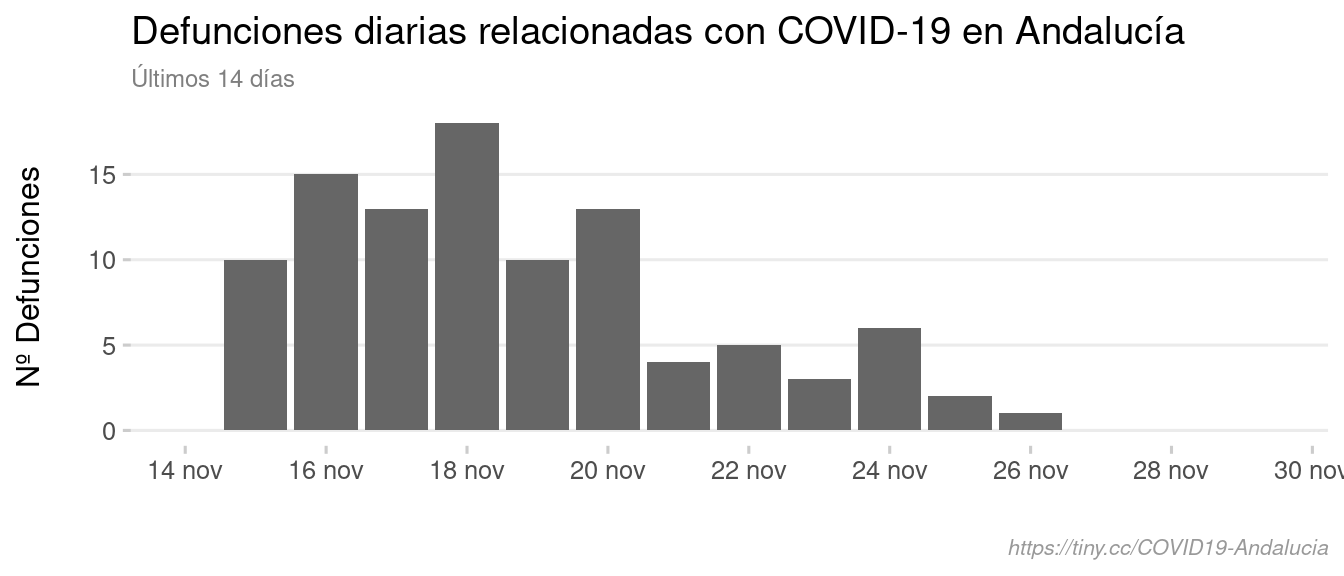 Defunciones diarias relacionadas con COVID-19 en Andalucía
Últimos 14 días
Nº Defunciones
15
10
5
0
14 nov 16 nov 18 nov 20 nov 22 nov 24 nov 26 nov 28 nov 30 nov
https://tiny.cc/COVID19-Andalucia